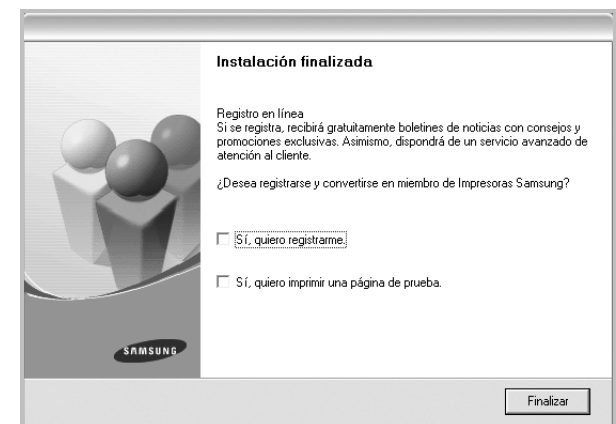 Instalación finalizada
Registro en línea
Si se registra, recibirá gratuitamente boletines de noticias con consejos y
promociones exclusivas. Asimismo, dispondrá de un servicio avanzado de
atención al cliente.
¿Desea registrarse y convertirse en miembro de Impresoras Samsung?
Sí, quiero registrarme.
Sí, quiero imprimir una página de prueba.
SAMSUNG
Finalizar